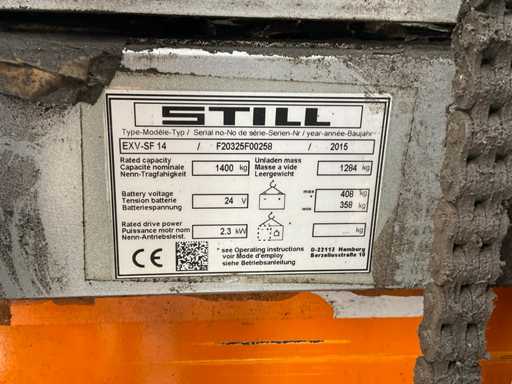 STILL
Type-Modèle-Typ / Serial no-No de série-Serien-Nr / year-année-Baujahr
EXV-SF 14 / F20325F00258 / 2015
Rated capacity
Capacité nominale
Nenn-Tragfähigkeit
1400 kg
Unladen mass
Masse a vide
Leergewicht
1284 kg
Battery voltage
Tension batterie
Batteriespannung
24 V
max * 408 kg
min * 358 kg
Rated drive power
Puissance motr nom
Nenn-Antriebsleist.
2.3 kW
... kg
* see Operating instructions
voir Mode d'employ
siehe Betriebsanleitung
D-22113 Hamburg
Berzeliusstraße 10
CE